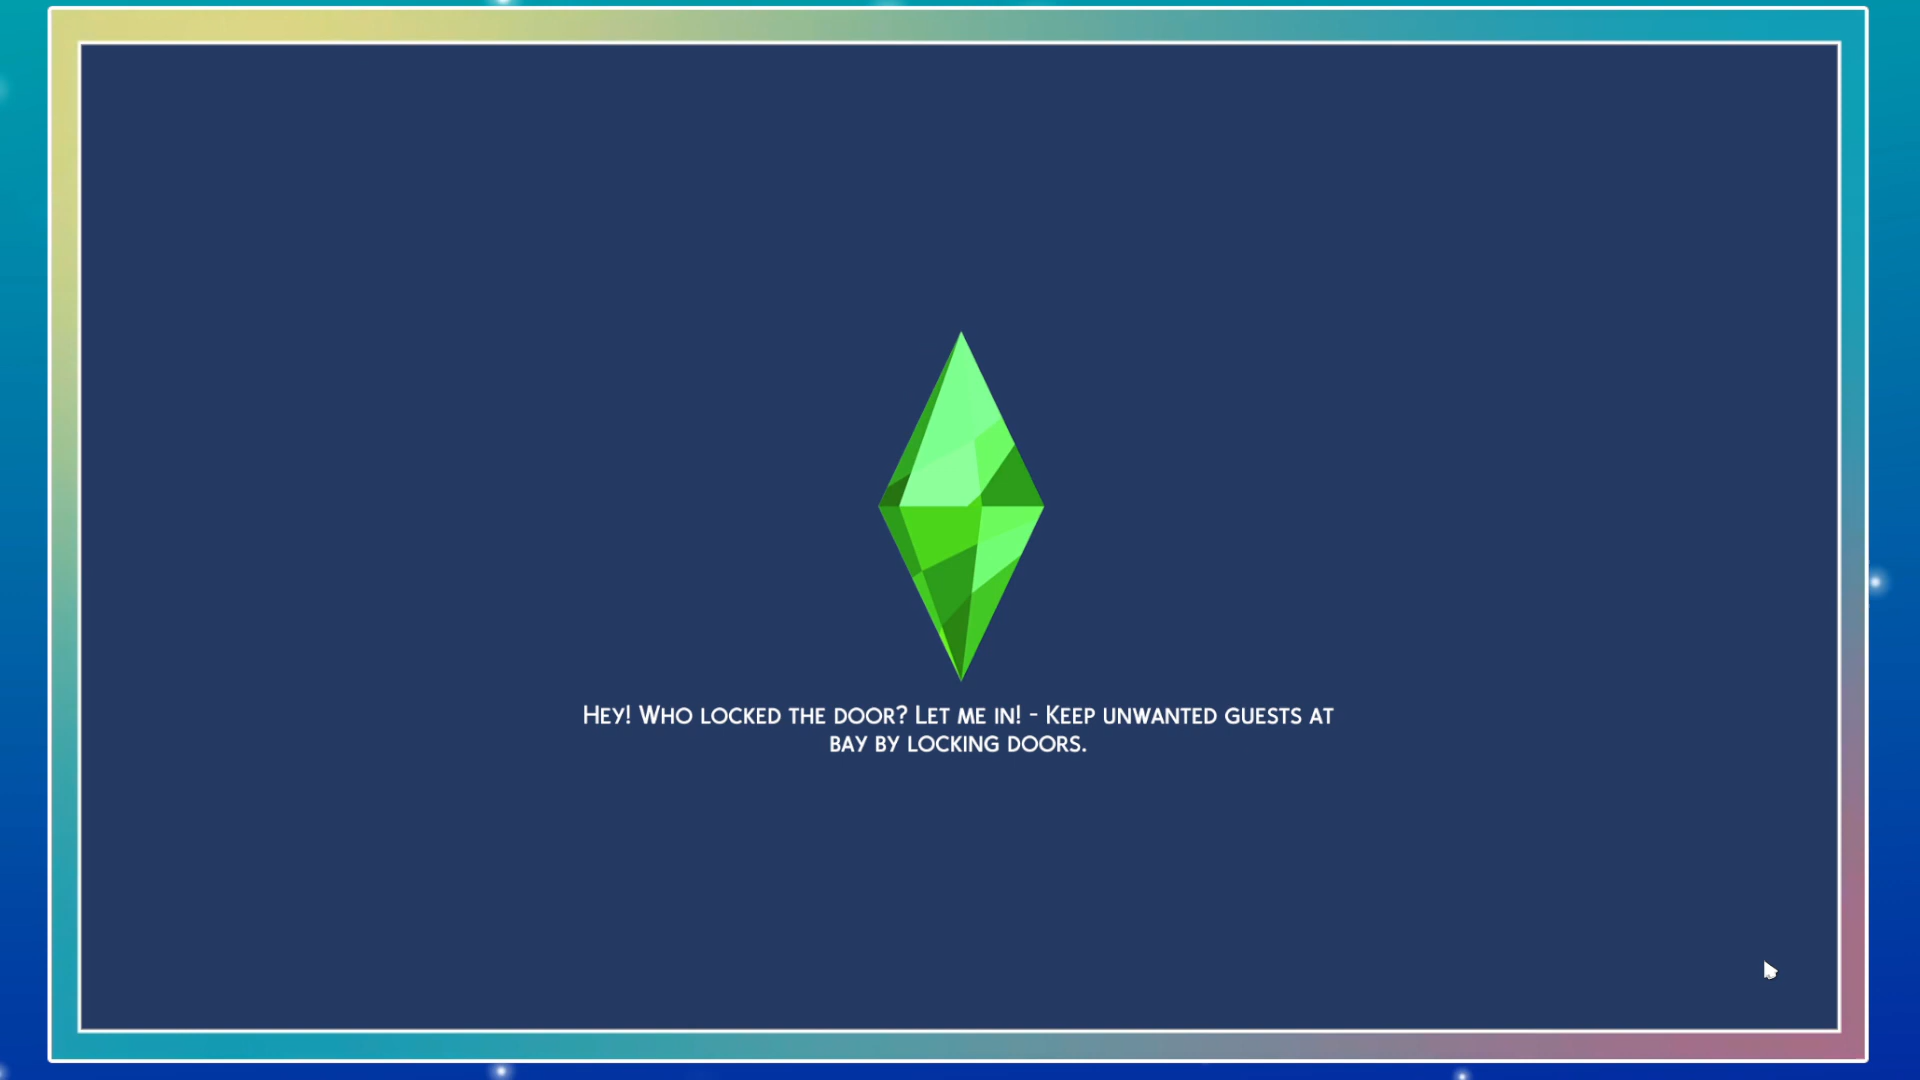 Hey! Who locked the door? Let me in! - Keep unwanted guests at
bay by locking doors.